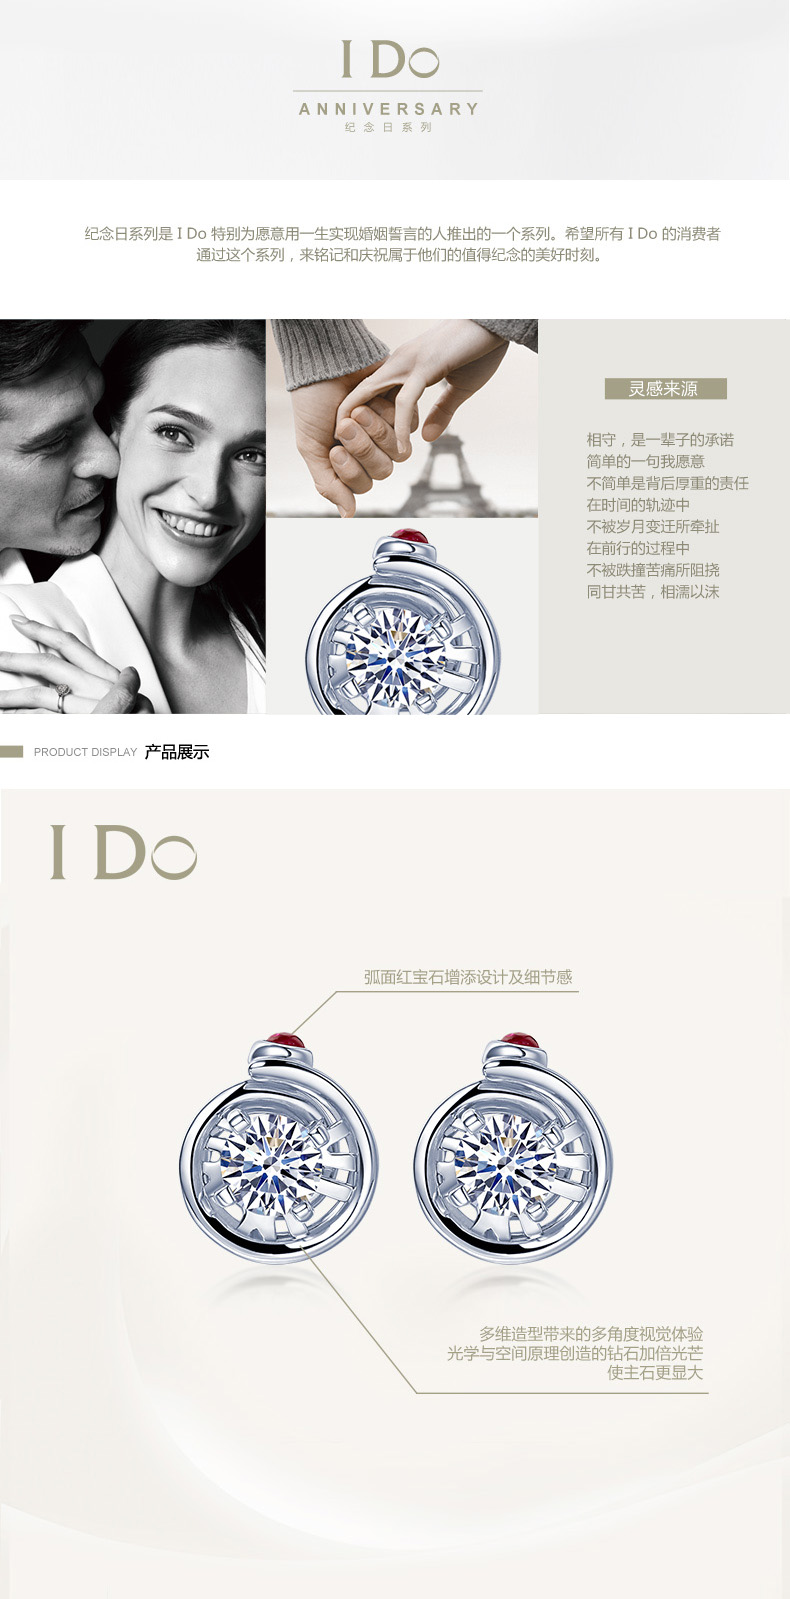 I Do
ANNIVERSARY
纪念日系列
纪念日系列是 I Do 特别为愿意用一生实现婚姻誓言的人推出的一个系列。希望所有 I Do 的消费者
通过这个系列，来铭记和庆祝属于他们的值得纪念的美好时刻。
灵感来源
相守，是一辈子的承诺
简单的一句我愿意
不简单是背后厚重的责任
在时间的轨迹中
不被岁月变迁所牵扯
在前行的过程中
不被跌撞苦痛所阻挠
同甘共苦，相濡以沫
PRODUCT DISPLAY 产品展示
I Do
弧面红宝石增添设计及细节感
多维造型带来的多角度视觉体验
光学与空间原理创造的钻石加倍光芒
使主石更显大